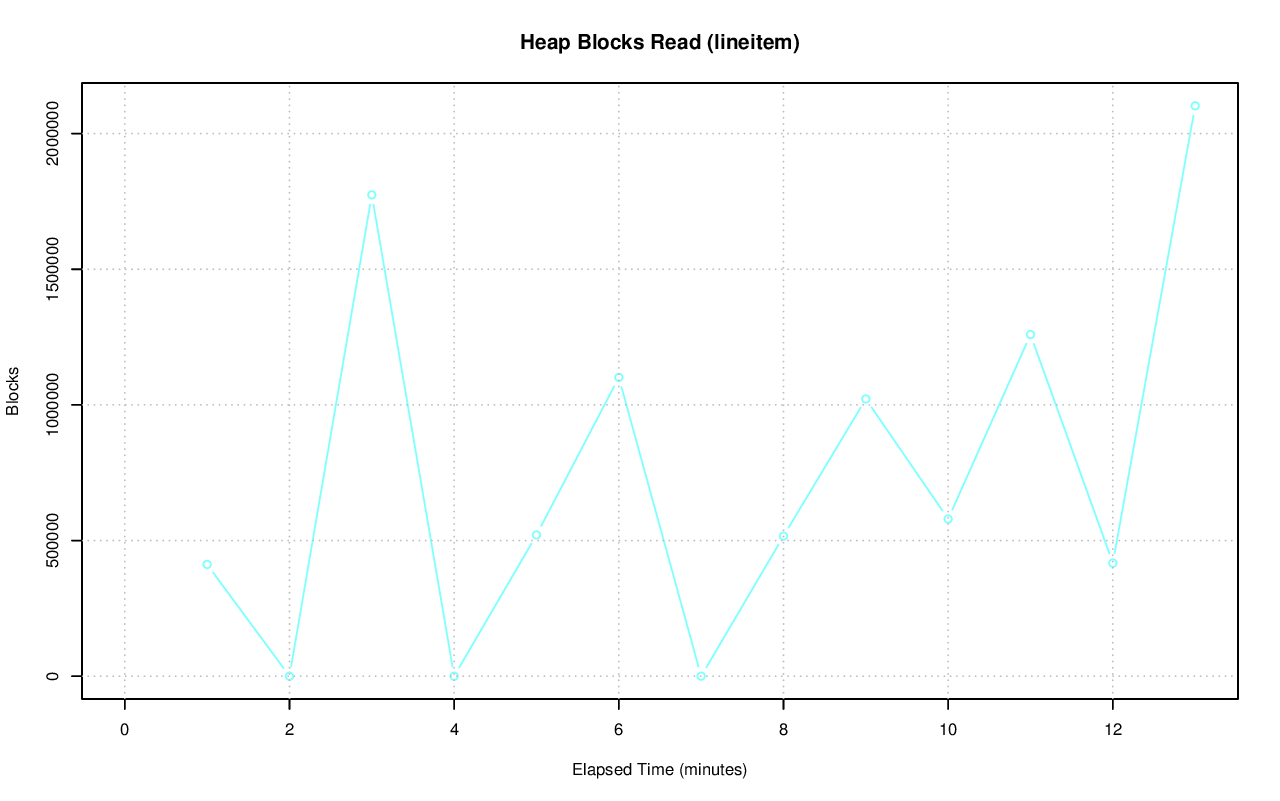 Heap Blocks Read (lineitem)
2000000
1500000
1000000
500000
0
Blocks
0 2 4 6 8 10 12
Elapsed Time (minutes)